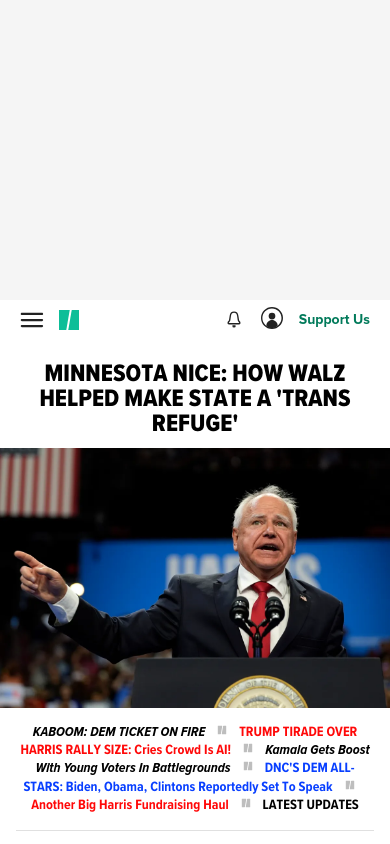 Support Us
MINNESOTA NICE: HOW WALZ
HELPED MAKE STATE A 'TRANS
REFUGE'
KABOOM: DEM TICKET ON FIRE TRUMP TIRADE OVER
HARRIS RALLY SIZE: Cries Crowd Is AI! Kamala Gets Boost
With Young Voters In Battlegrounds DNC'S DEM ALL-
STARS: Biden, Obama, Clintons Reportedly Set To Speak
Another Big Harris Fundraising Haul LATEST UPDATES